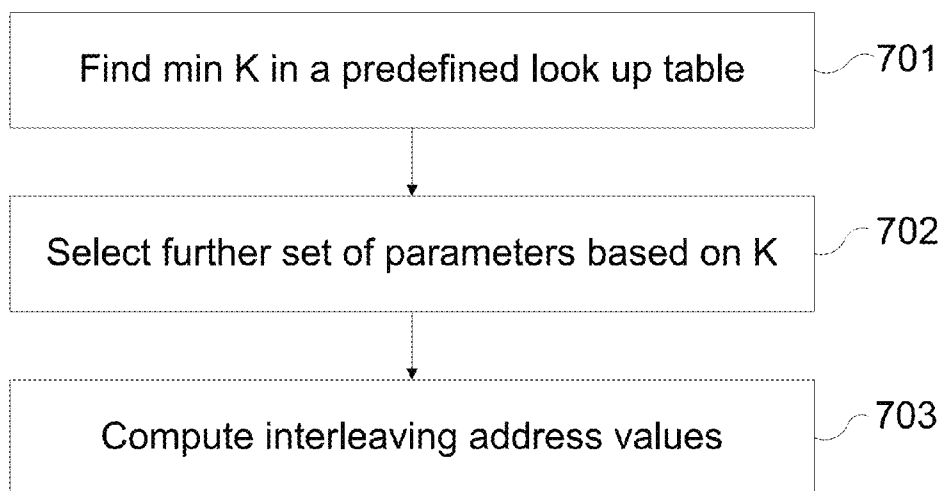 Find min K in a predefined look up table
701
Select further set of parameters based on K
702
Compute interleaving address values
703